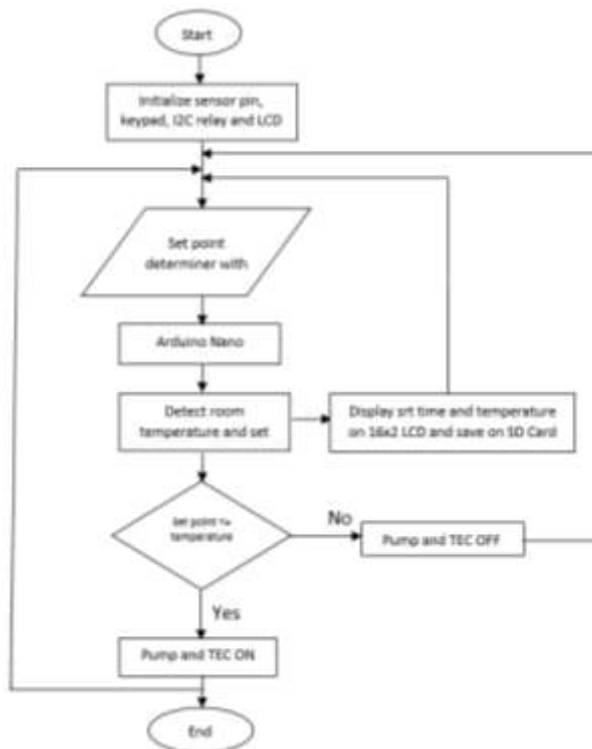 Start
Initialize sensor pin,
keypad, I2C relay and LCD
Set point
determiner with
Arduino Nano
Detect room
temperature and set
Display srt time and temperature
on 16x2 LCD and save on SD Card
Set point <=
temperature
No
Pump and TEC OFF
Yes
Pump and TEC ON
End